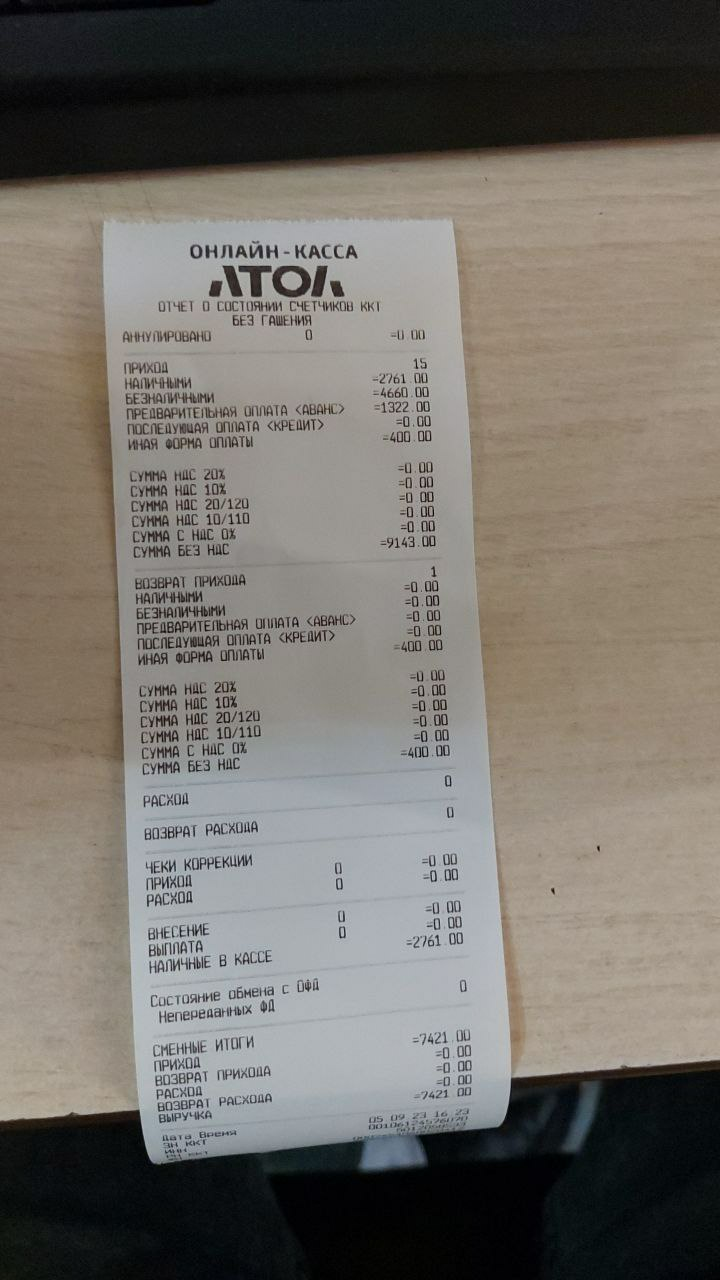 ОНЛАЙН-КАССА
АТОЛ
ОТЧЕТ О СОСТОЯНИИ СЧЕТЧИКОВ ККТ
БЕЗ ГАШЕНИЯ
АННУЛИРОВАНО 0 =0.00
ПРИХОД 15
НАЛИЧНЫМИ =2761.00
БЕЗНАЛИЧНЫМИ =4660.00
ПРЕДВАРИТЕЛЬНАЯ ОПЛАТА <АВАНС> =1322.00
ПОСЛЕДУЮЩАЯ ОПЛАТА <КРЕДИТ> =0.00
ИНАЯ ФОРМА ОПЛАТЫ =400.00
СУММА НДС 20% =0.00
СУММА НДС 10% =0.00
СУММА НДС 20/120 =0.00
СУММА НДС 10/110 =0.00
СУММА С НДС 0% =0.00
СУММА БЕЗ НДС =9143.00
ВОЗВРАТ ПРИХОДА 1
НАЛИЧНЫМИ =0.00
БЕЗНАЛИЧНЫМИ =0.00
ПРЕДВАРИТЕЛЬНАЯ ОПЛАТА <АВАНС> =0.00
ПОСЛЕДУЮЩАЯ ОПЛАТА <КРЕДИТ> =0.00
ИНАЯ ФОРМА ОПЛАТЫ =400.00
СУММА НДС 20% =0.00
СУММА НДС 10% =0.00
СУММА НДС 20/120 =0.00
СУММА НДС 10/110 =0.00
СУММА С НДС 0% =0.00
СУММА БЕЗ НДС =400.00
РАСХОД 0
ВОЗВРАТ РАСХОДА 0
ЧЕКИ КОРРЕКЦИИ
ПРИХОД 0 =0.00
РАСХОД 0 =0.00
ВНЕСЕНИЕ 0 =0.00
ВЫПЛАТА 0 =0.00
НАЛИЧНЫЕ В КАССЕ =2761.00
Состояние обмена с ОФД
Непереданных ФД 0
СМЕННЫЕ ИТОГИ
ПРИХОД =7421.00
ВОЗВРАТ ПРИХОДА =0.00
РАСХОД =0.00
ВОЗВРАТ РАСХОДА =0.00
ВЫРУЧКА =7421.00
Дата Время 05.09.23 16:23
ЗН ККТ 00106124576070
ИНН
РН ККТ